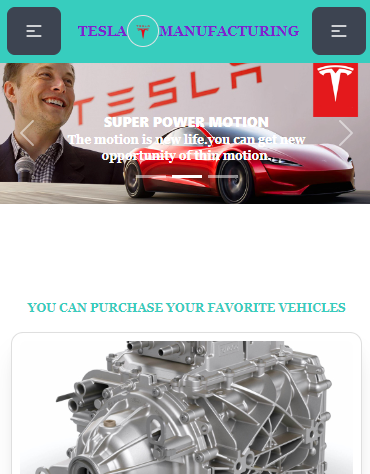 TESLA MANUFACTURING
TESLA
SUPER POWER MOTION
The motion is new life.you can get new
opportunity of thin motion.
YOU CAN PURCHASE YOUR FAVORITE VEHICLES